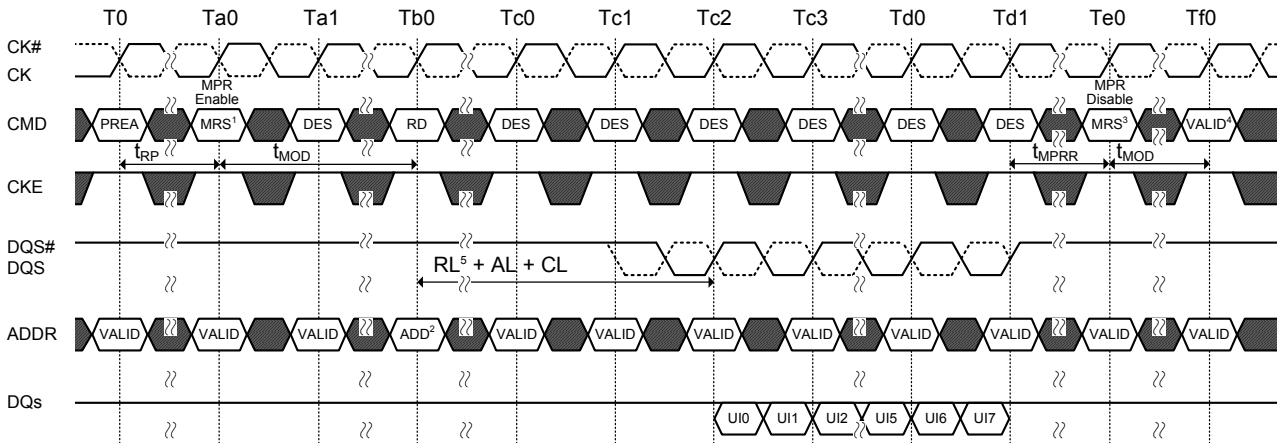 T0 Ta0 Ta1 Tb0 Tc0 Tc1 Tc2 Tc3 Td0 Td1 Te0 Tf0
CK#
CK
MPR Enable
MPR Disable
CMD PREA MRS¹ DES RD DES DES DES DES DES DES MRS³ VALID⁴
tRP tMOD tMPRR tMOD
CKE
DQS#
DQS
RL⁵ + AL + CL
ADDR VALID VALID VALID ADD² VALID VALID VALID VALID VALID VALID VALID VALID
DQs UI0 UI1 UI2 UI5 UI6 UI7